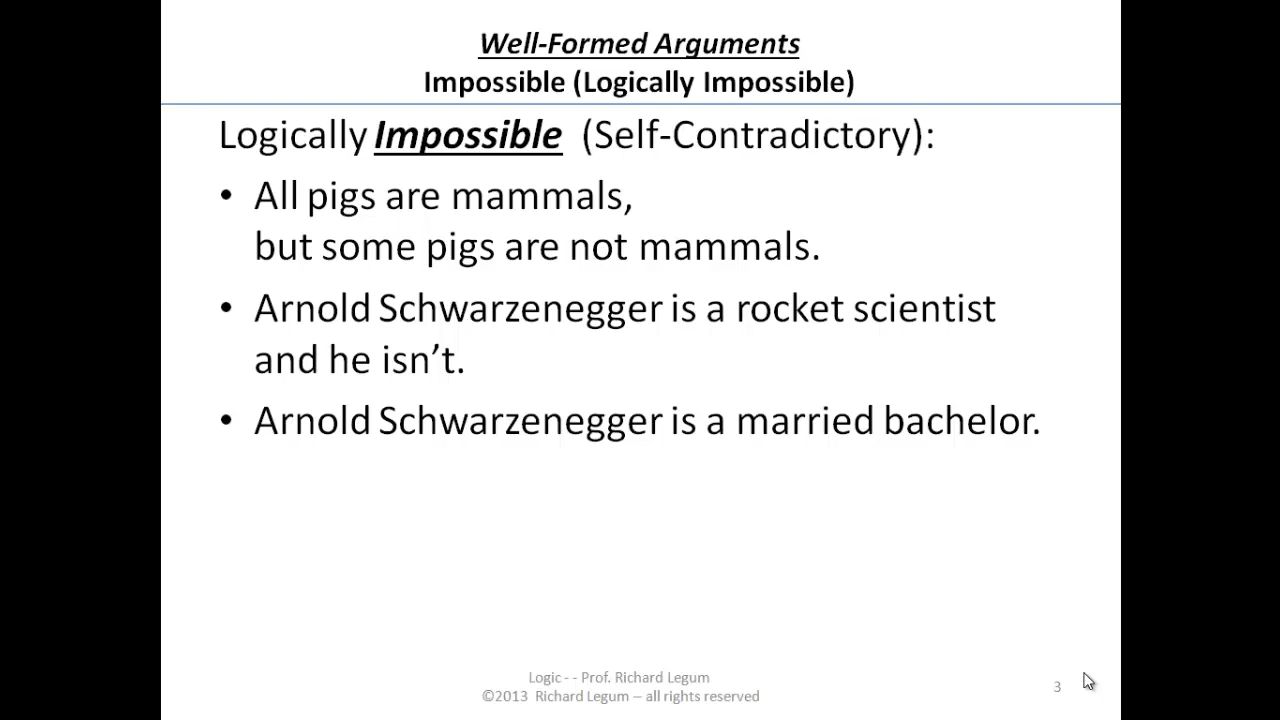 Well-Formed Arguments
Impossible (Logically Impossible)
Logically Impossible (Self-Contradictory):
• All pigs are mammals,
but some pigs are not mammals.
• Arnold Schwarzenegger is a rocket scientist
and he isn’t.
• Arnold Schwarzenegger is a married bachelor.
Logic - - Prof. Richard Legum
©2013 Richard Legum – all rights reserved
3